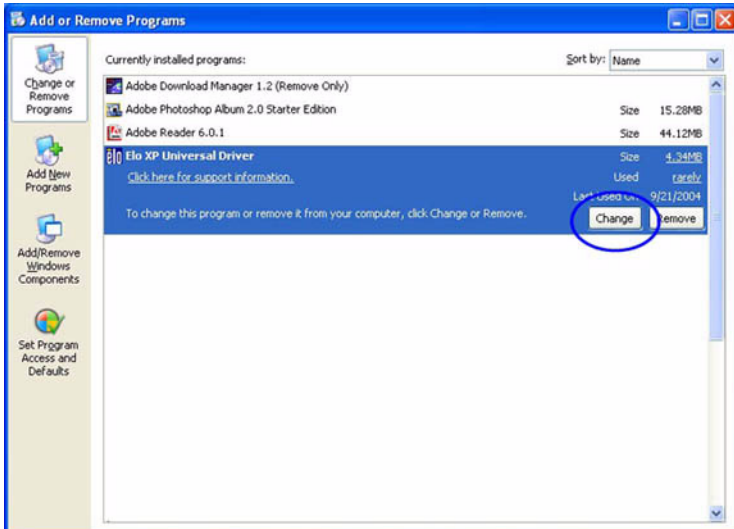 Add or Remove Programs
Change or
Remove
Programs
Add New
Programs
Add/Remove
Windows
Components
Set Program
Access and
Defaults
Currently installed programs:
Sort by: Name
Adobe Download Manager 1.2 (Remove Only)
Adobe Photoshop Album 2.0 Starter Edition Size 15.28MB
Adobe Reader 6.0.1 Size 44.12MB
elo Elo XP Universal Driver Size 4.34MB
Click here for support information. Used rarely
Last Used On 9/21/2004
To change this program or remove it from your computer, click Change or Remove. Change Remove